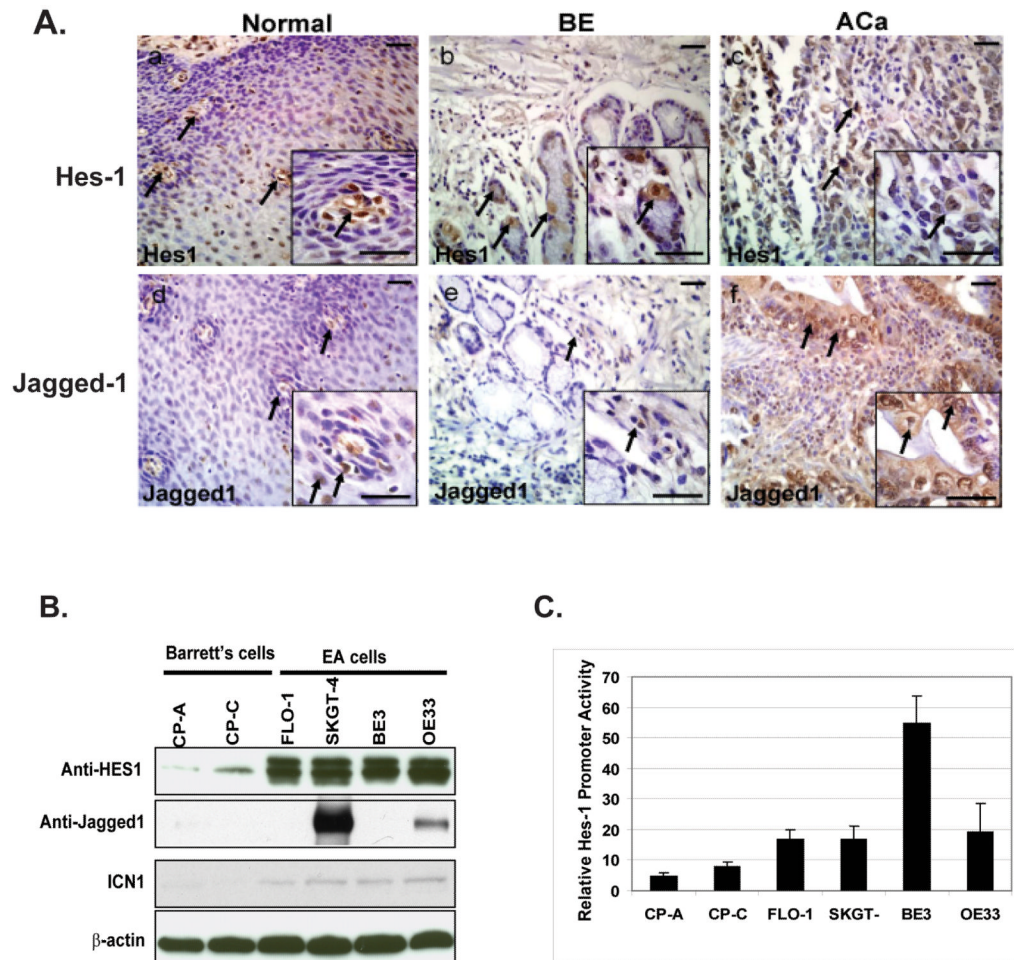 A.
Normal BE ACa
Hes-1
a b c
Hes1 Hes1 Hes1
Jagged-1
d e f
Jagged1 Jagged1 Jagged1
B.
Barrett's cells EA cells
CP-A CP-C FLO-1 SKGT-4 BE3 OE33
Anti-HES1
Anti-Jagged1
ICN1
β-actin
C.
Relative Hes-1 Promoter Activity
70
60
50
40
30
20
10
0
CP-A CP-C FLO-1 SKGT- BE3 OE33